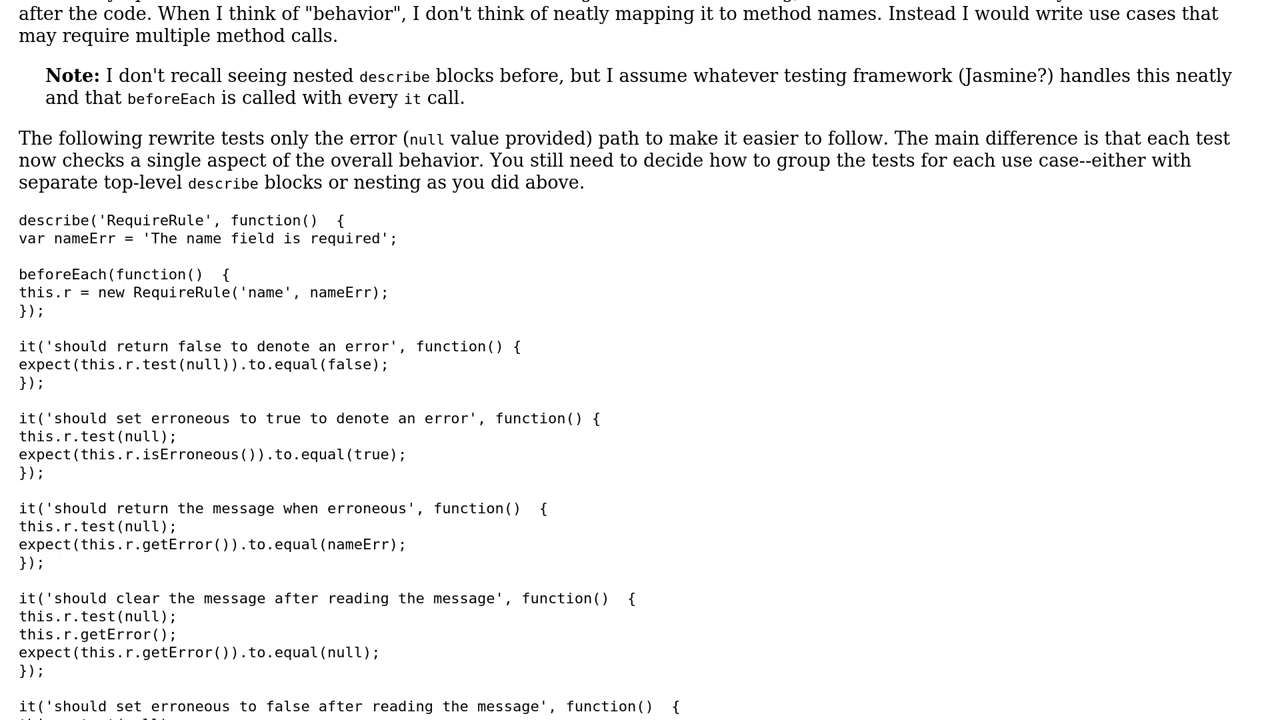 after the code. When I think of "behavior", I don't think of neatly mapping it to method names. Instead I would write use cases that
may require multiple method calls.
Note: I don't recall seeing nested describe blocks before, but I assume whatever testing framework (Jasmine?) handles this neatly
and that beforeEach is called with every it call.
The following rewrite tests only the error (null value provided) path to make it easier to follow. The main difference is that each test
now checks a single aspect of the overall behavior. You still need to decide how to group the tests for each use case--either with
separate top-level describe blocks or nesting as you did above.
describe('RequireRule', function()  {
var nameErr = 'The name field is required';
beforeEach(function()  {
this.r = new RequireRule('name', nameErr);
});
it('should return false to denote an error', function() {
expect(this.r.test(null)).to.equal(false);
});
it('should set erroneous to true to denote an error', function() {
this.r.test(null);
expect(this.r.isErroneous()).to.equal(true);
});
it('should return the message when erroneous', function()  {
this.r.test(null);
expect(this.r.getError()).to.equal(nameErr);
});
it('should clear the message after reading the message', function()  {
this.r.test(null);
this.r.getError();
expect(this.r.getError()).to.equal(null);
});
it('should set erroneous to false after reading the message', function()  {